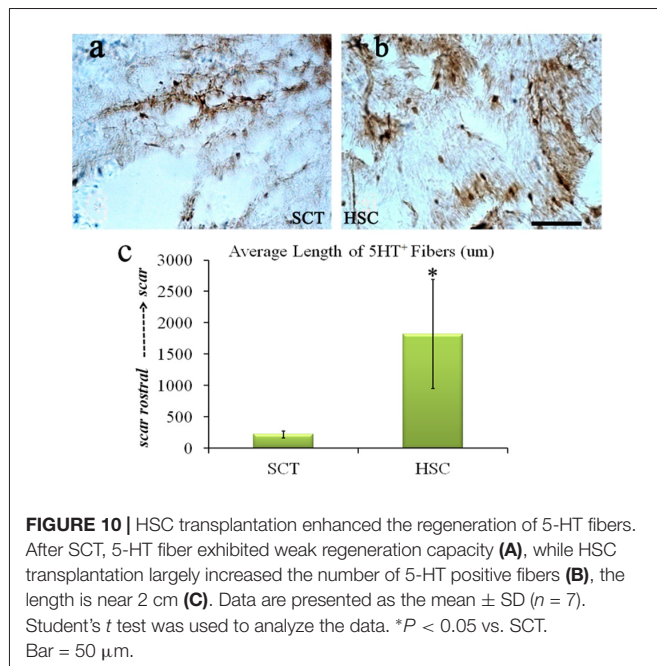 a
b
SCT
HSC
c
Average Length of 5HT⁺ Fibers (um)
3000
2500
2000
1500
1000
500
0
scar rostral -------→ scar
*
SCT
HSC
FIGURE 10 | HSC transplantation enhanced the regeneration of 5-HT fibers.
After SCT, 5-HT fiber exhibited weak regeneration capacity (A), while HSC
transplantation largely increased the number of 5-HT positive fibers (B), the
length is near 2 cm (C). Data are presented as the mean ± SD (n = 7).
Student's t test was used to analyze the data. *P < 0.05 vs. SCT.
Bar = 50 μm.